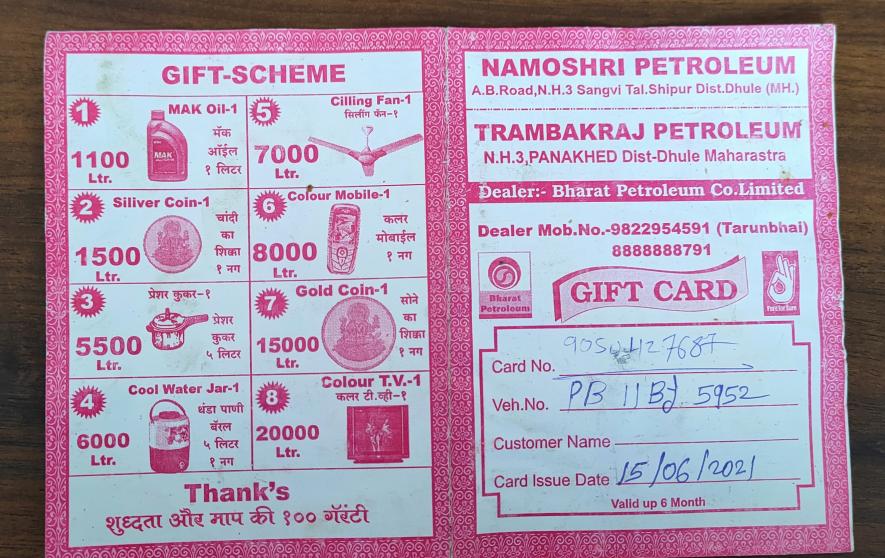 GIFT-SCHEME
1
MAK Oil-1
1100
Ltr.
MAK
मॅक
ऑईल
१ लिटर
2
Siliver Coin-1
1500
Ltr.
चांदी
का
शिक्का
१ नग
3
प्रेशर कुकर-१
5500
Ltr.
प्रेशर
कुकर
५ लिटर
4
Cool Water Jar-1
6000
Ltr.
थंडा पाणी
बॅरल
५ लिटर
१ नग
5
Cilling Fan-1
सिलींग फॅन-१
7000
Ltr.
6
Colour Mobile-1
8000
Ltr.
कलर
मोबाईल
१ नग
7
Gold Coin-1
15000
Ltr.
सोने
का
शिक्का
१ नग
8
Colour T.V.-1
कलर टी.व्ही-१
20000
Ltr.
Thank's
शुध्दता और माप की १०० गॅरंटी
NAMOSHRI PETROLEUM
A.B.Road,N.H.3 Sangvi Tal.Shipur Dist.Dhule (MH.)
TRAMBAKRAJ PETROLEUM
N.H.3,PANAKHED Dist-Dhule Maharastra
Dealer:- Bharat Petroleum Co.Limited
Dealer Mob.No.-9822954591 (Tarunbhai)
8888888791
Bharat
Petroleum
GIFT CARD
Pure for Sure
Card No. 9050427687
Veh.No. PB 11 BJ 5952
Customer Name
Card Issue Date 15/06/2021
Valid up 6 Month